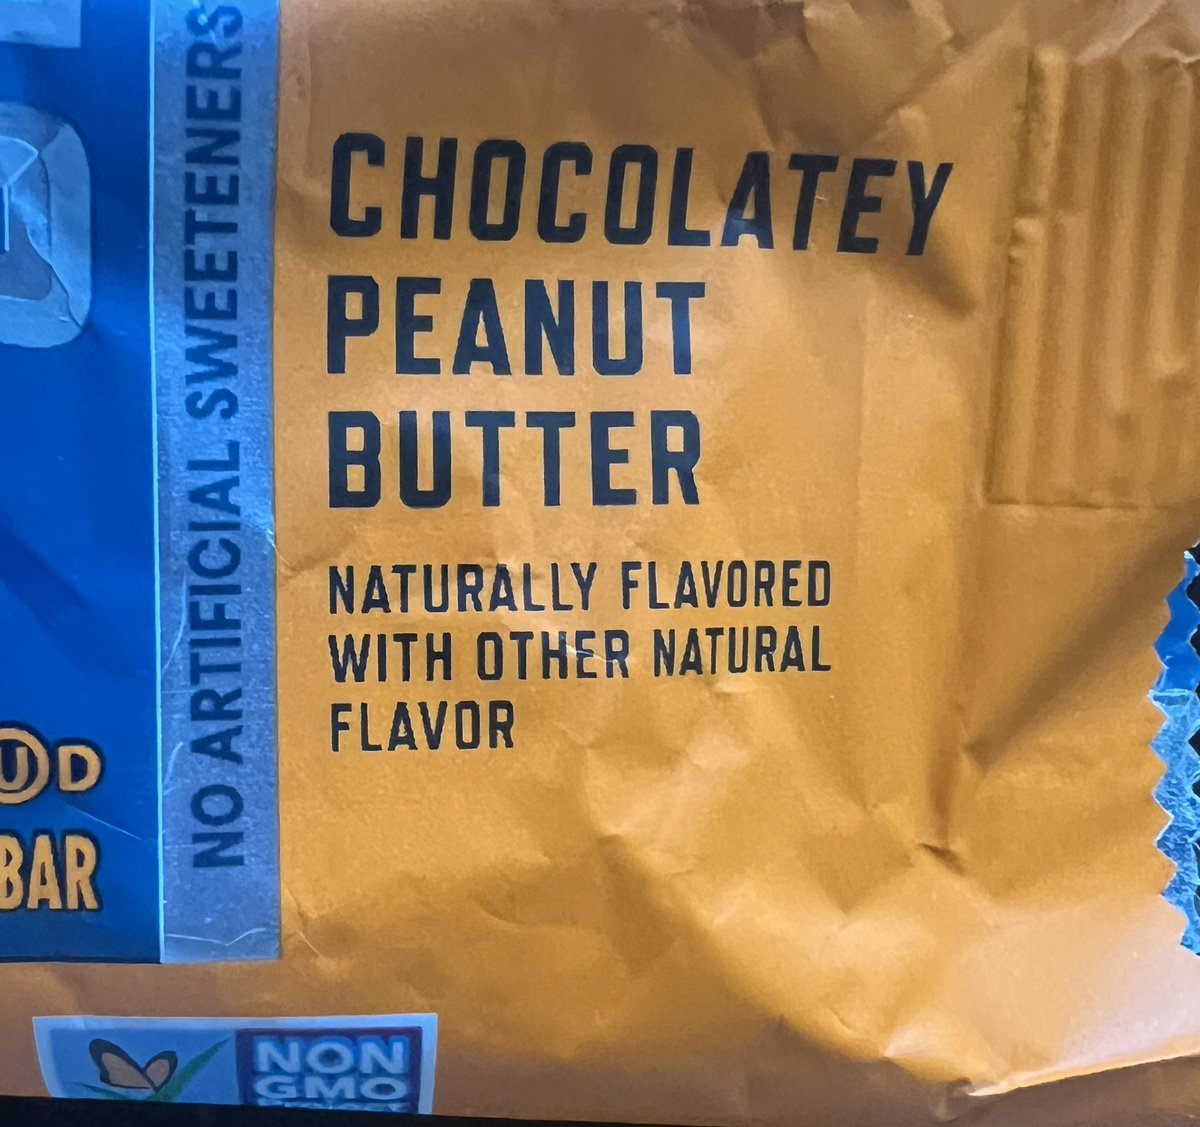 NO ARTIFICIAL SWEETENERS
CHOCOLATEY
PEANUT
BUTTER
NATURALLY FLAVORED
WITH OTHER NATURAL
FLAVOR
U D
BAR
NON
GMO